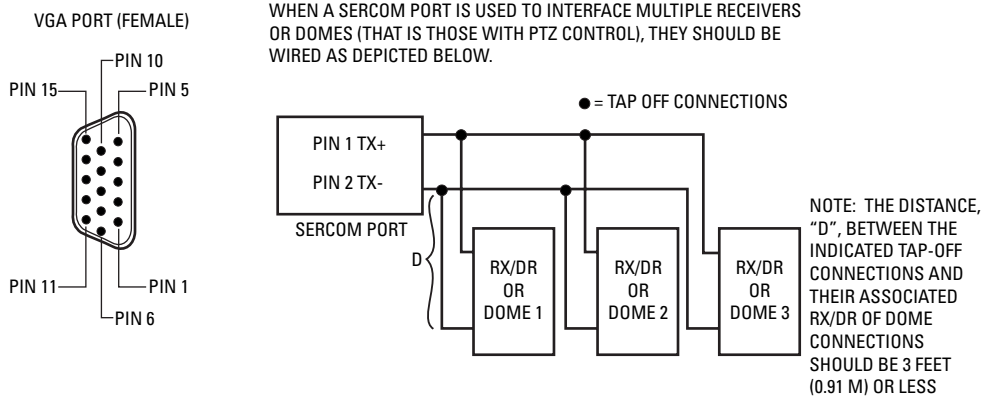 VGA PORT (FEMALE)
PIN 10
PIN 15
PIN 5
PIN 11
PIN 1
PIN 6
WHEN A SERCOM PORT IS USED TO INTERFACE MULTIPLE RECEIVERS
OR DOMES (THAT IS THOSE WITH PTZ CONTROL), THEY SHOULD BE
WIRED AS DEPICTED BELOW.
= TAP OFF CONNECTIONS
PIN 1 TX+
PIN 2 TX-
SERCOM PORT
D
RX/DR
OR
DOME 1
RX/DR
OR
DOME 2
RX/DR
OR
DOME 3
NOTE: THE DISTANCE,
“D”, BETWEEN THE
INDICATED TAP-OFF
CONNECTIONS AND
THEIR ASSOCIATED
RX/DR OF DOME
CONNECTIONS
SHOULD BE 3 FEET
(0.91 M) OR LESS